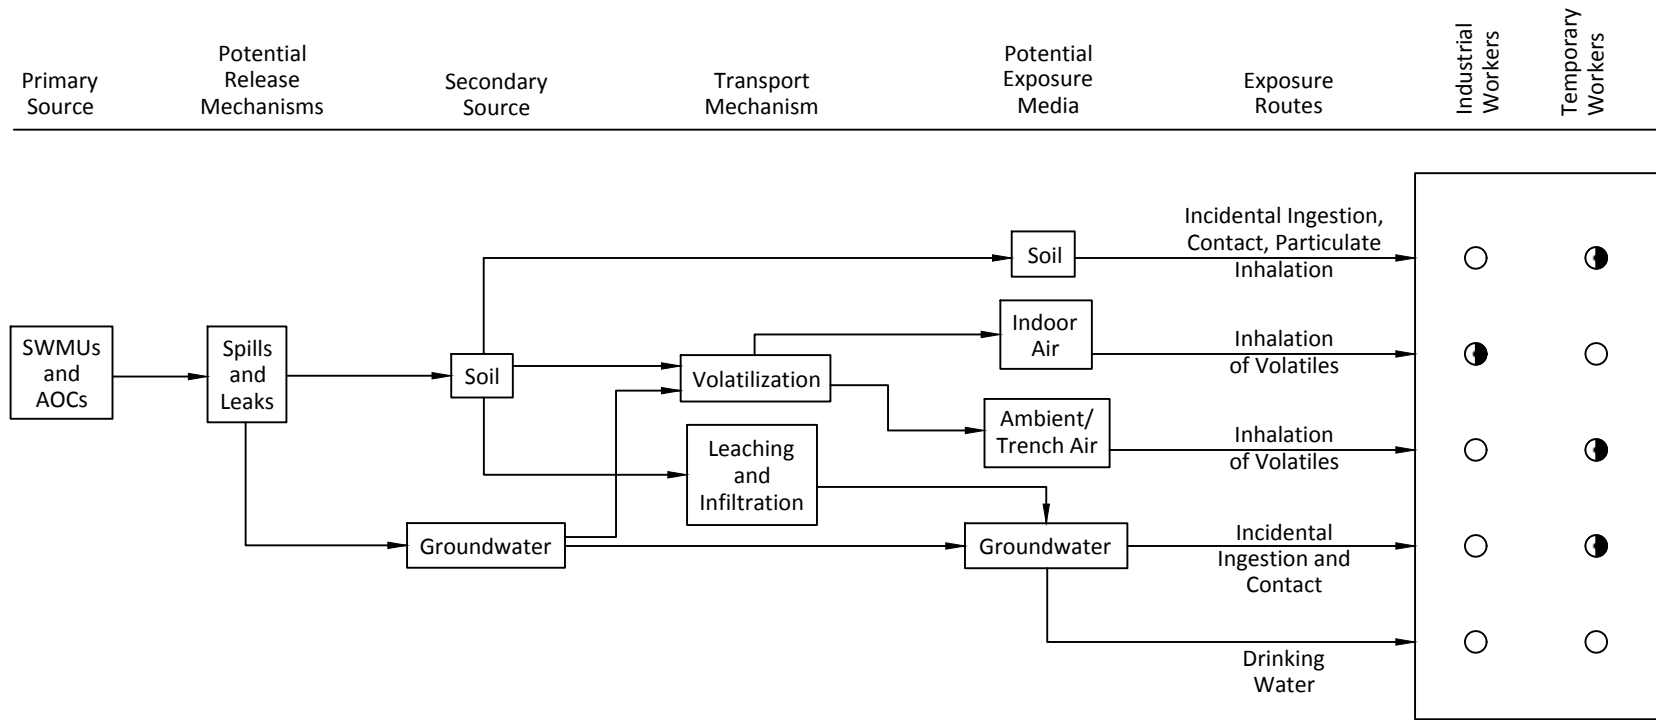 Primary
Source
Potential
Release
Mechanisms
Secondary
Source
Transport
Mechanism
Potential
Exposure
Media
Exposure
Routes
Industrial
Workers
Temporary
Workers
SWMUs
and
AOCs
Spills
and
Leaks
Soil
Groundwater
Volatilization
Leaching
and
Infiltration
Soil
Indoor
Air
Ambient/
Trench Air
Groundwater
Incidental Ingestion,
Contact, Particulate
Inhalation
Inhalation
of Volatiles
Inhalation
of Volatiles
Incidental
Ingestion and
Contact
Drinking
Water